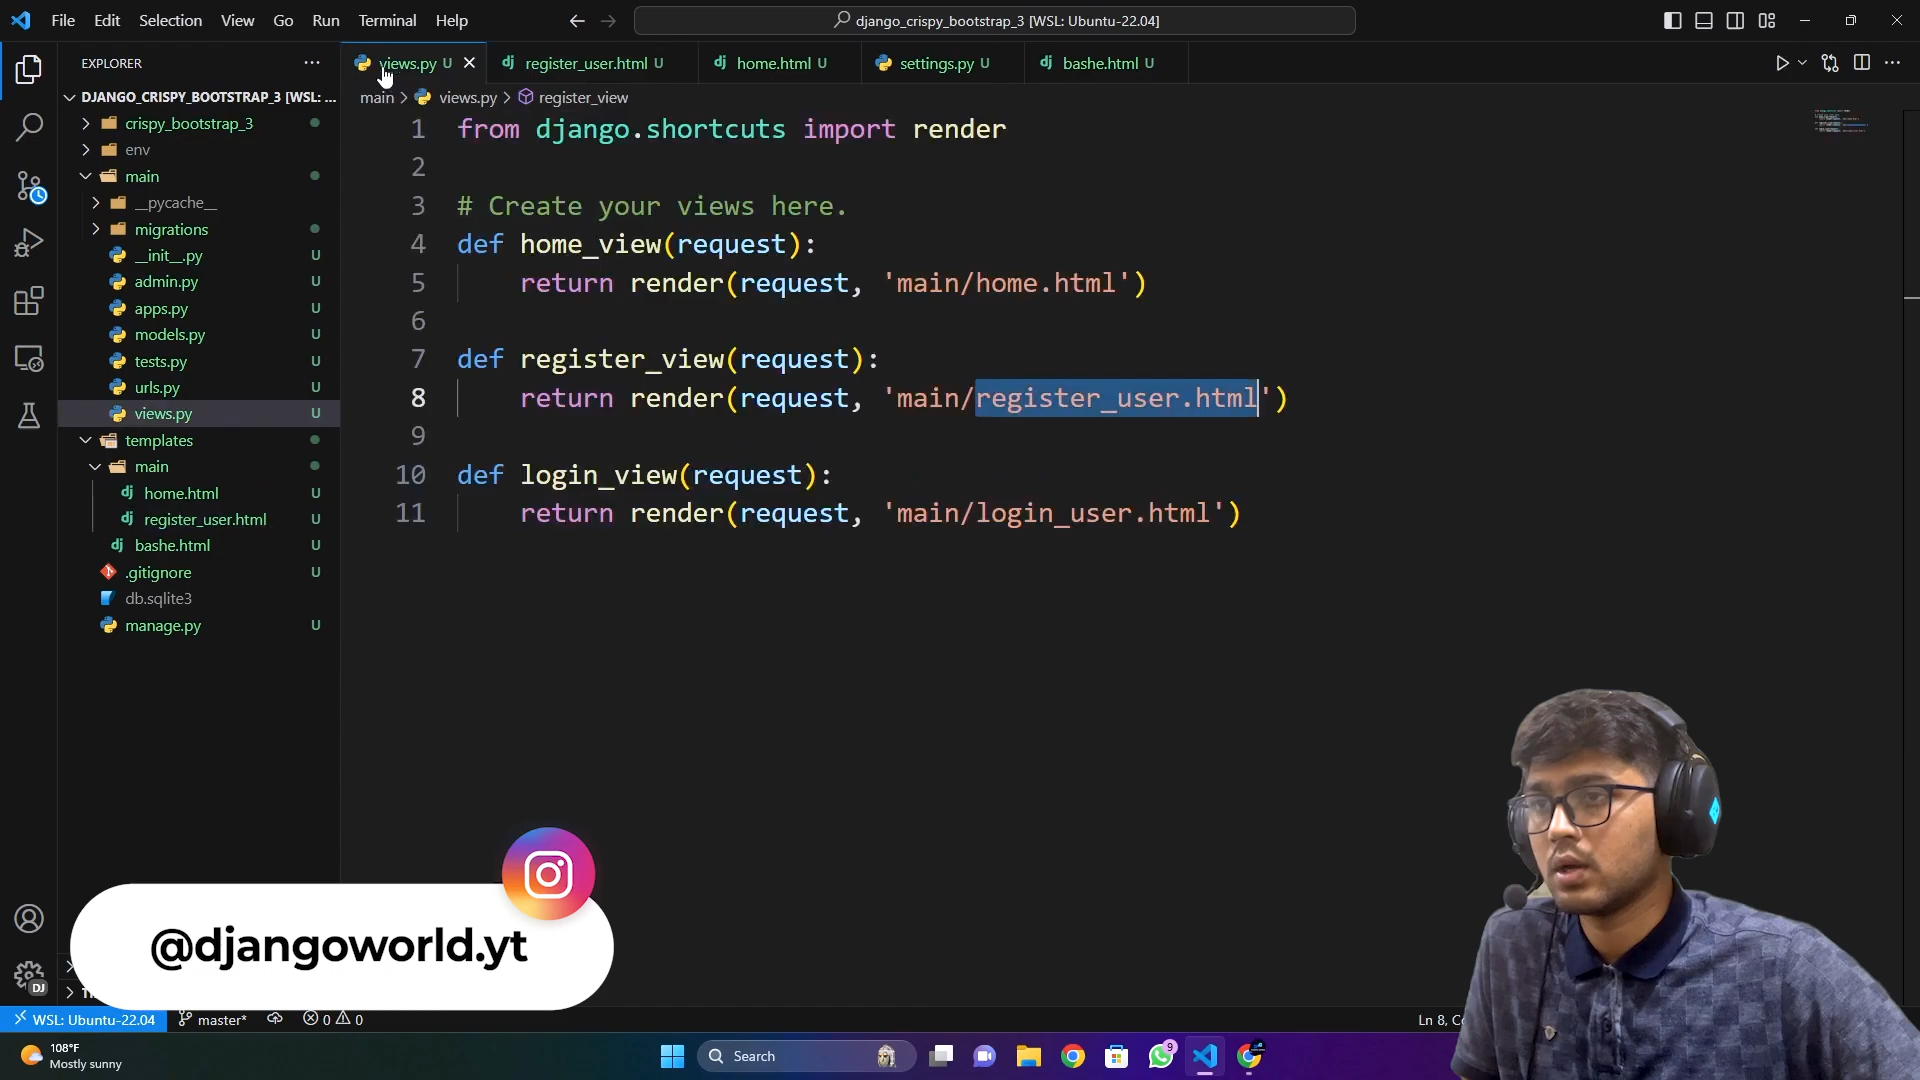 File Edit Selection View Go Run Terminal Help
django_crispy_bootstrap_3 [WSL: Ubuntu-22.04]
EXPLORER
views.py U
register_user.html U
home.html U
settings.py U
bashe.html U
DJANGO_CRISPY_BOOTSTRAP_3 [WSL: ...
main > views.py > register_view
crispy_bootstrap_3
env
main
__pycache__
migrations
__init__.py U
admin.py U
apps.py U
models.py U
tests.py U
urls.py U
views.py U
templates
main
home.html U
register_user.html U
bashe.html U
.gitignore U
db.sqlite3
manage.py U
1 from django.shortcuts import render
2
3 # Create your views here.
4 def home_view(request):
5 return render(request, 'main/home.html')
6
7 def register_view(request):
8 return render(request, 'main/register_user.html')
9
10 def login_view(request):
11 return render(request, 'main/login_user.html')
@djangoworld.yt
DJ
WSL: Ubuntu-22.04 master* 0 0
Ln 8,
108°F
Mostly sunny
Search
9